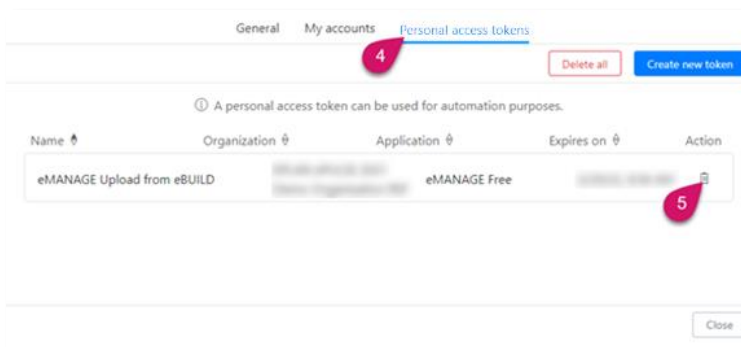 General My accounts Personal access tokens
4
Delete all Create new token
A personal access token can be used for automation purposes.
Name Organization Application Expires on Action
eMANAGE Upload from eBUILD eMANAGE Free
5
Close